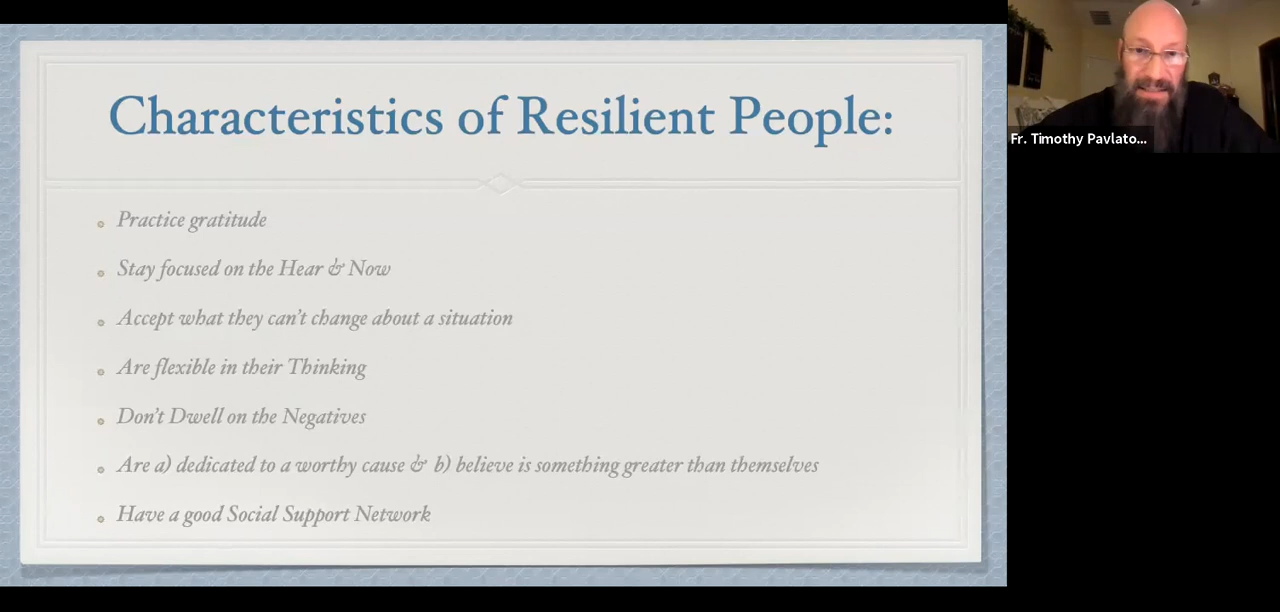 Characteristics of Resilient People:
Practice gratitude
Stay focused on the Hear & Now
Accept what they can't change about a situation
Are flexible in their Thinking
Don't Dwell on the Negatives
Are a) dedicated to a worthy cause & b) believe is something greater than themselves
Have a good Social Support Network
Fr. Timothy Pavlato...